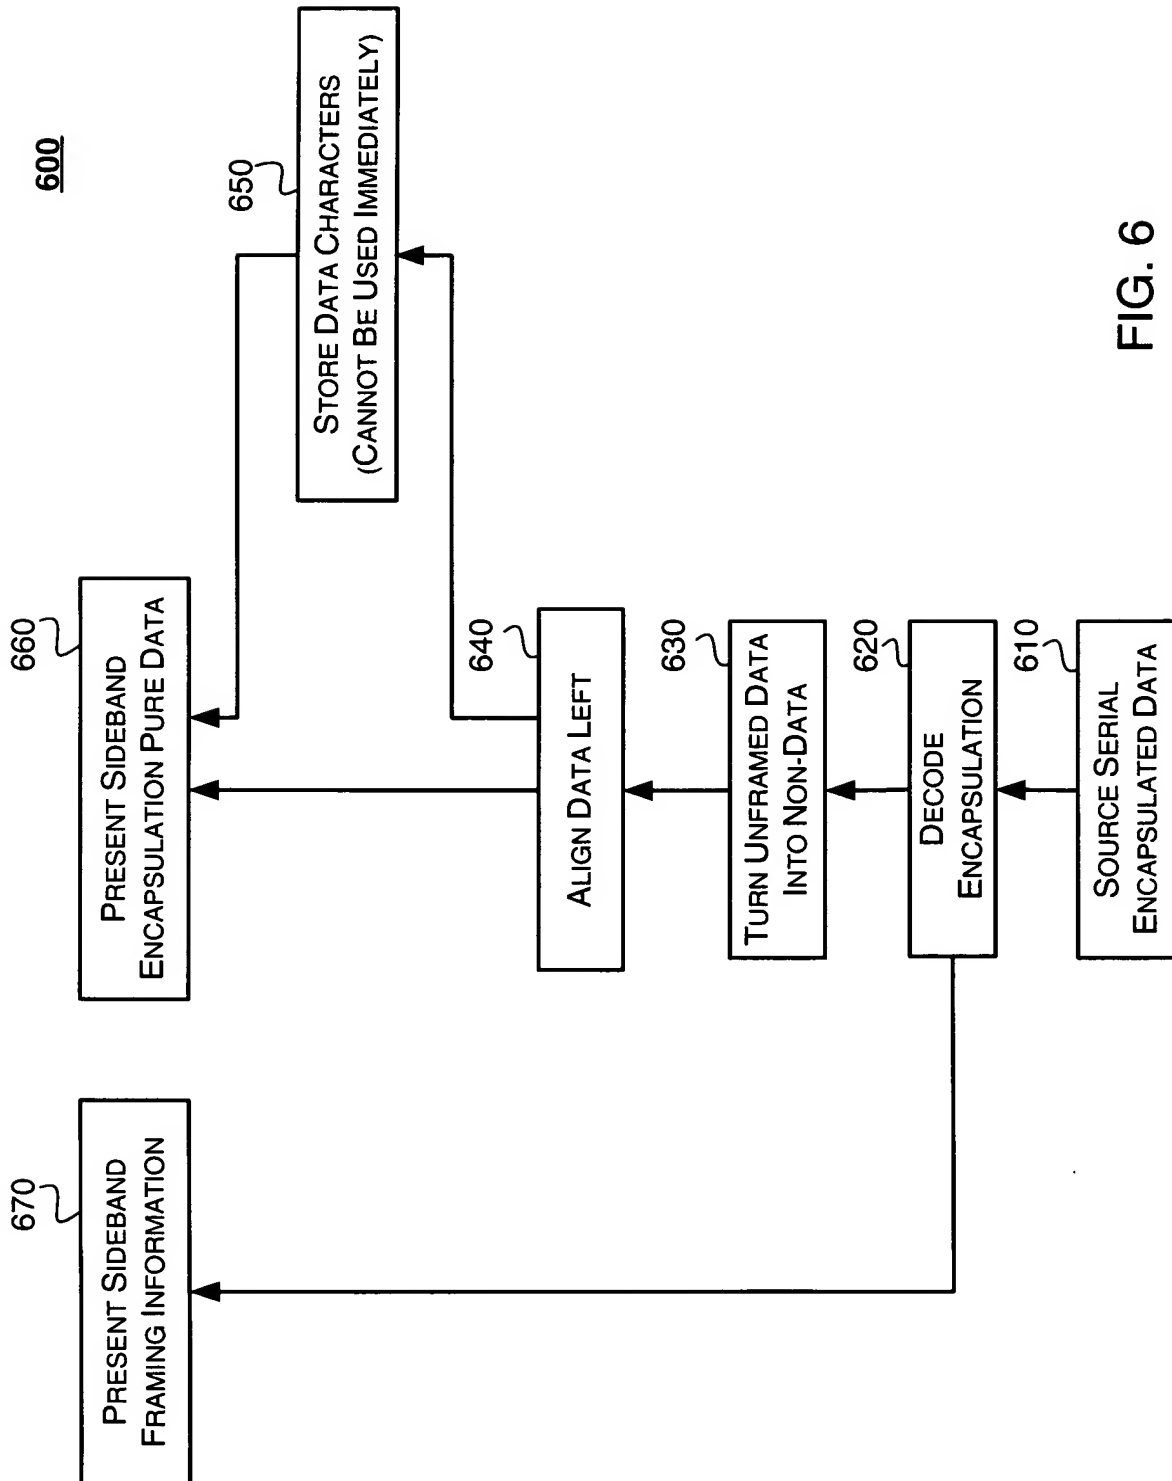 600
670
PRESENT SIDEBAND
FRAMING INFORMATION
660
PRESENT SIDEBAND
ENCAPSULATION PURE DATA
650
STORE DATA CHARACTERS
(CANNOT BE USED IMMEDIATELY)
640
ALIGN DATA LEFT
630
TURN UNFRAMED DATA
INTO NON-DATA
620
DECODE
ENCAPSULATION
610
SOURCE SERIAL
ENCAPSULATED DATA
FIG. 6